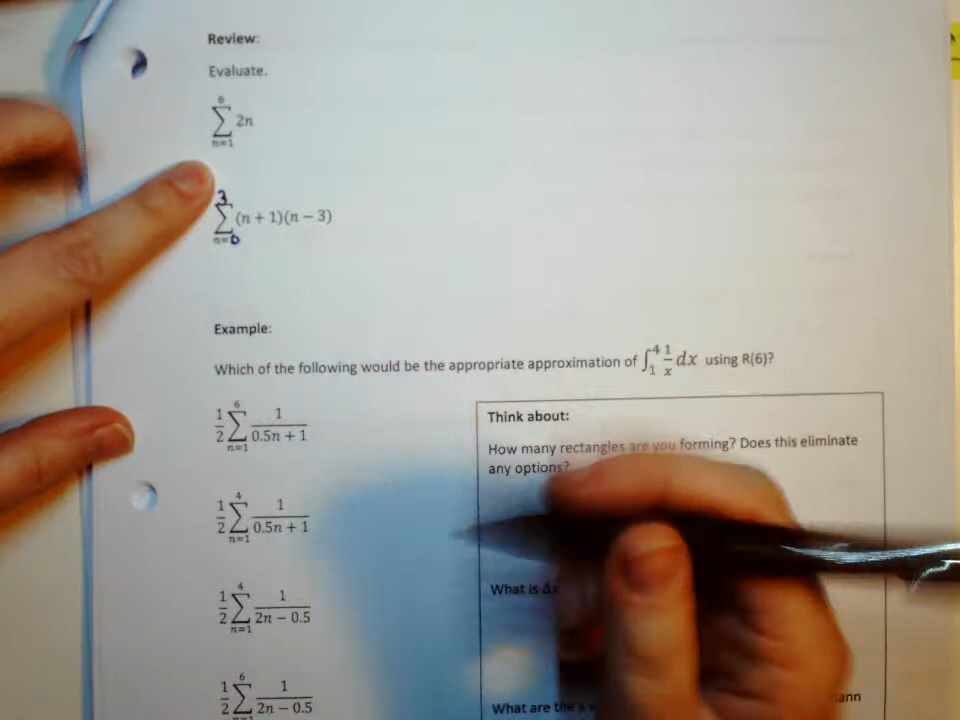 Review:
Evaluate.
6
∑ 2n
n=1
3
∑ (n + 1)(n − 3)
n=0
Example:
Which of the following would be the appropriate approximation of ∫₁⁴ 1/x dx using R(6)?
1/2 ∑_{n=1}^{6} 1/(0.5n + 1)
Think about:
How many rectangles are you forming? Does this eliminate
any options?
1/2 ∑_{n=1}^{4} 1/(0.5n + 1)
What is
1/2 ∑_{n=1}^{4} 1/(2n − 0.5)
1/2 ∑_{n=1}^{6} 1/(2n − 0.5)
What are the